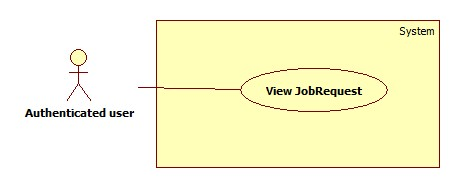 System
View JobRequest
Authenticated user